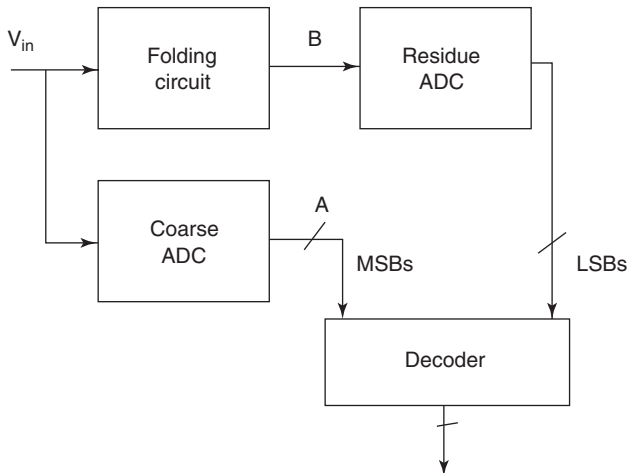 V_in
Folding
circuit
B
Residue
ADC
Coarse
ADC
A
MSBs
LSBs
Decoder